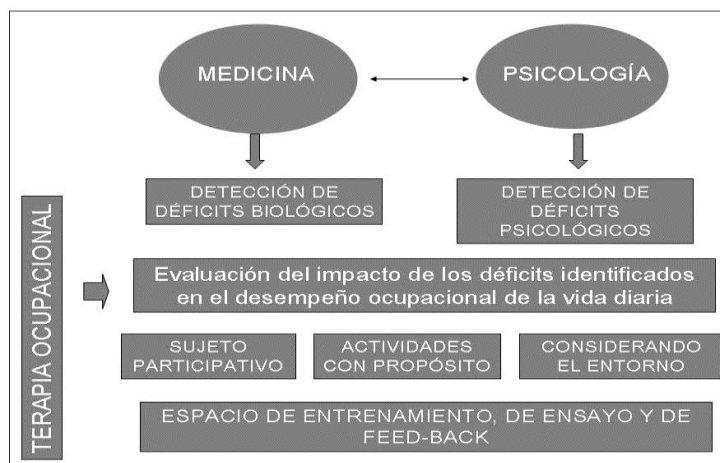 MEDICINA
PSICOLOGÍA
DETECCIÓN DE
DÉFICITS BIOLÓGICOS
DETECCIÓN DE
DÉFICITS
PSICOLÓGICOS
TERAPIA OCUPACIONAL
Evaluación del impacto de los déficits identificados
en el desempeño ocupacional de la vida diaria
SUJETO
PARTICIPATIVO
ACTIVIDADES
CON PROPÓSITO
CONSIDERANDO
EL ENTORNO
ESPACIO DE ENTRENAMIENTO, DE ENSAYO Y DE
FEED-BACK